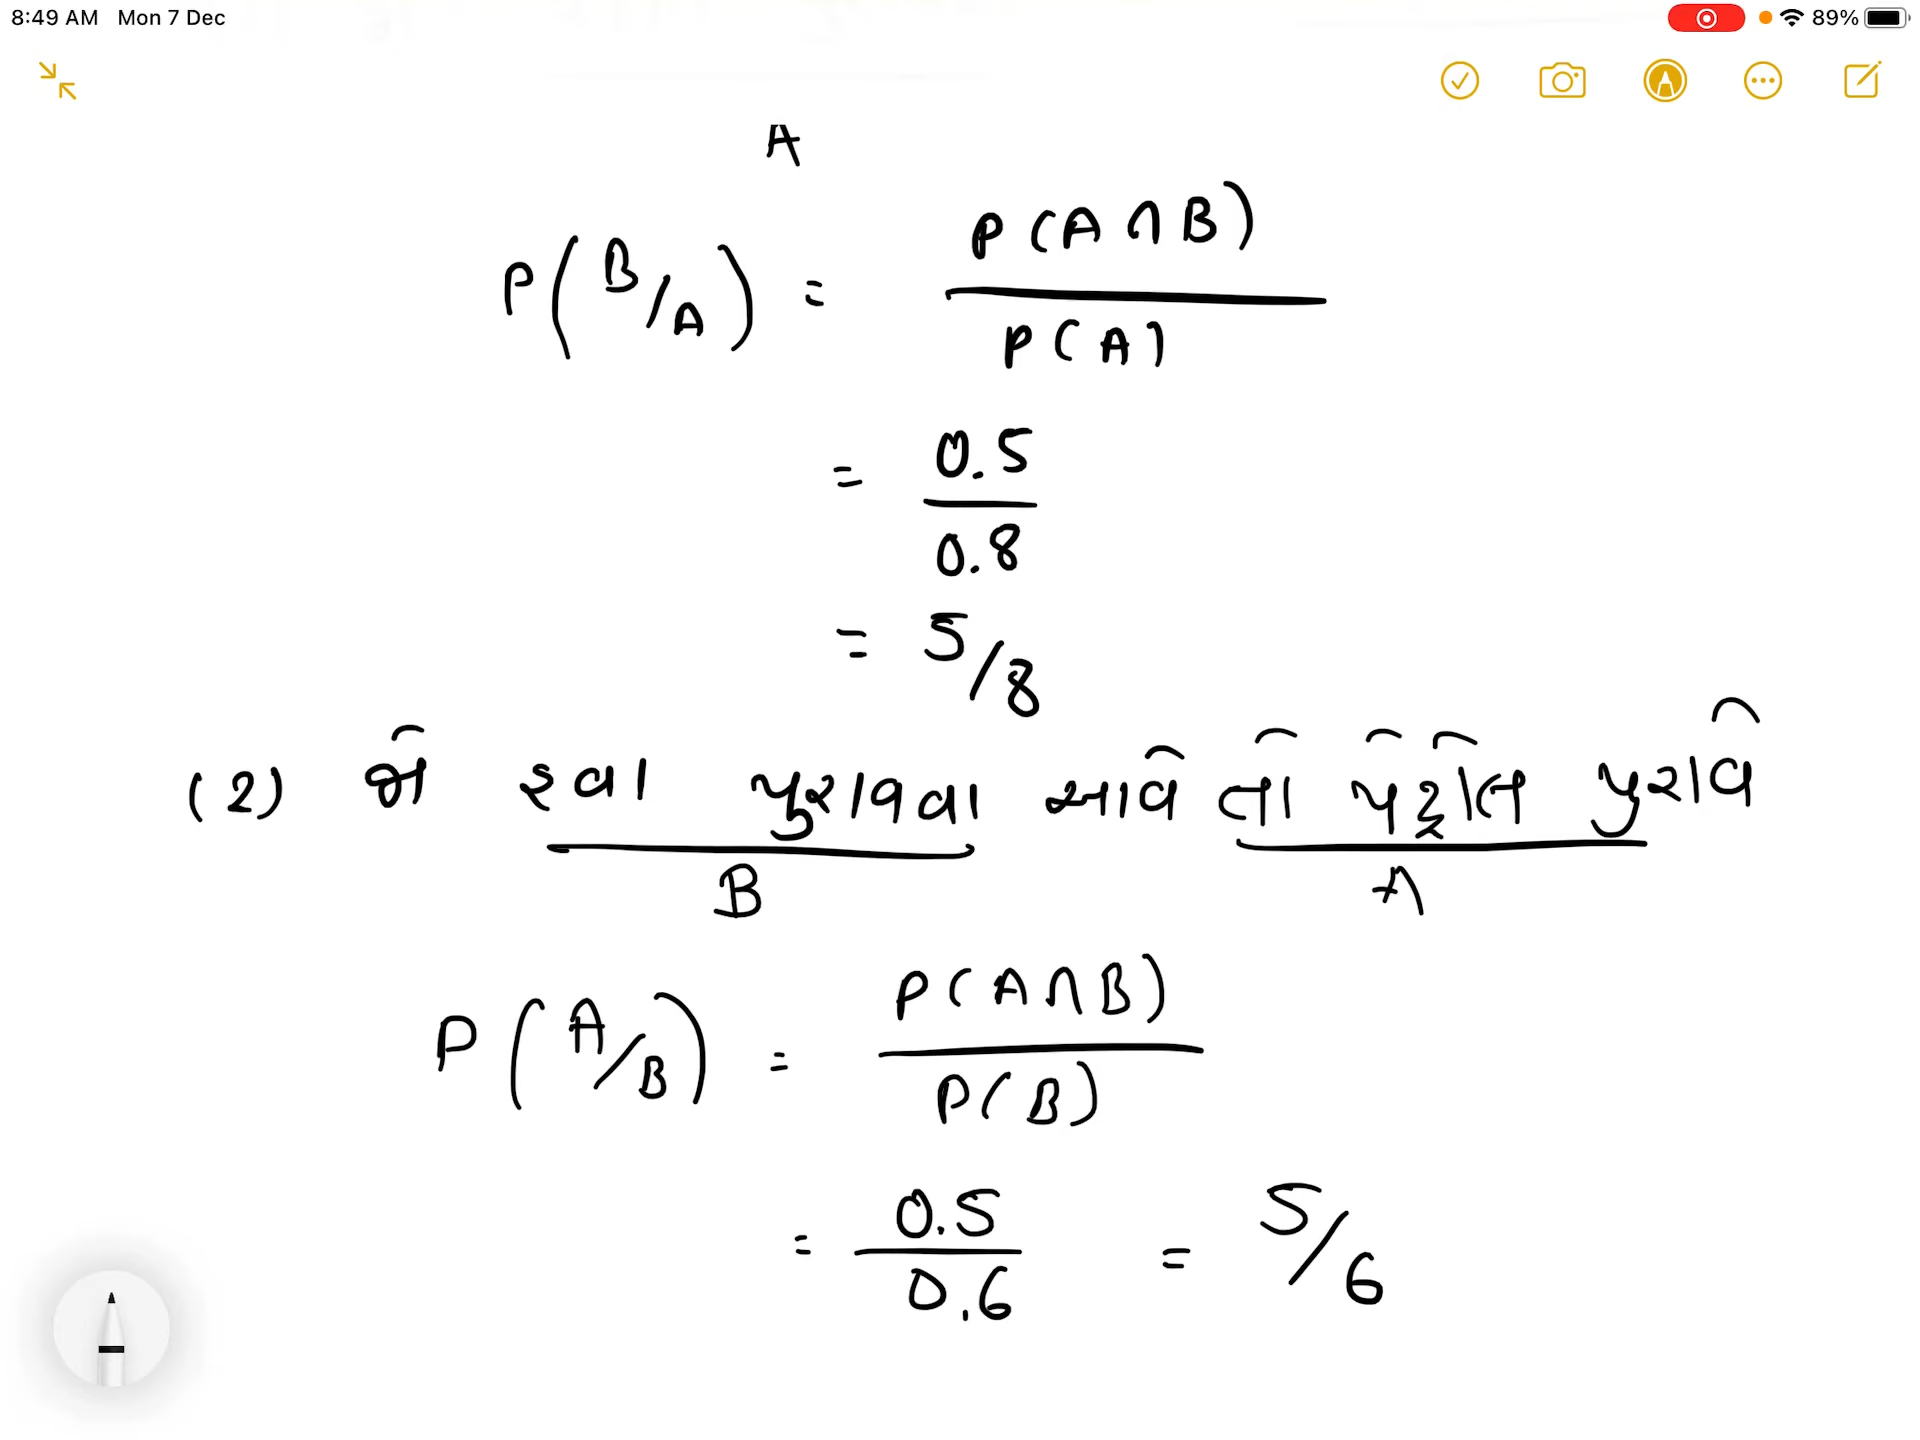 8:49 AM Mon 7 Dec 89%
A
P(B/A) = P(A∩B) / P(A)
= 0.5 / 0.8
= 5/8
(2) જો હવા પુરાવવા આવે તો પેટ્રોલ પુરાવે
B A
P(A/B) = P(A∩B) / P(B)
= 0.5 / 0.6 = 5/6